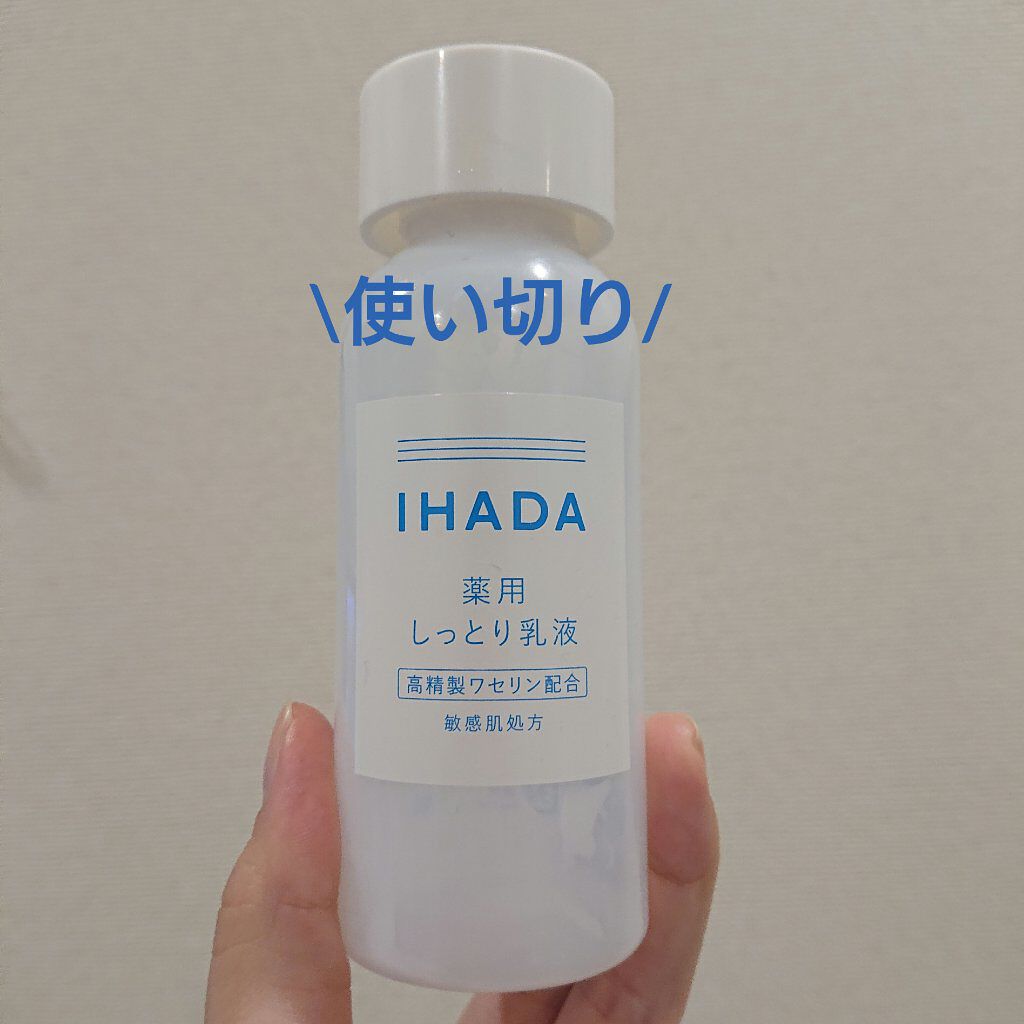 \使い切り/
IHADA
薬用
しっとり乳液
高精製ワセリン配合
敏感肌処方